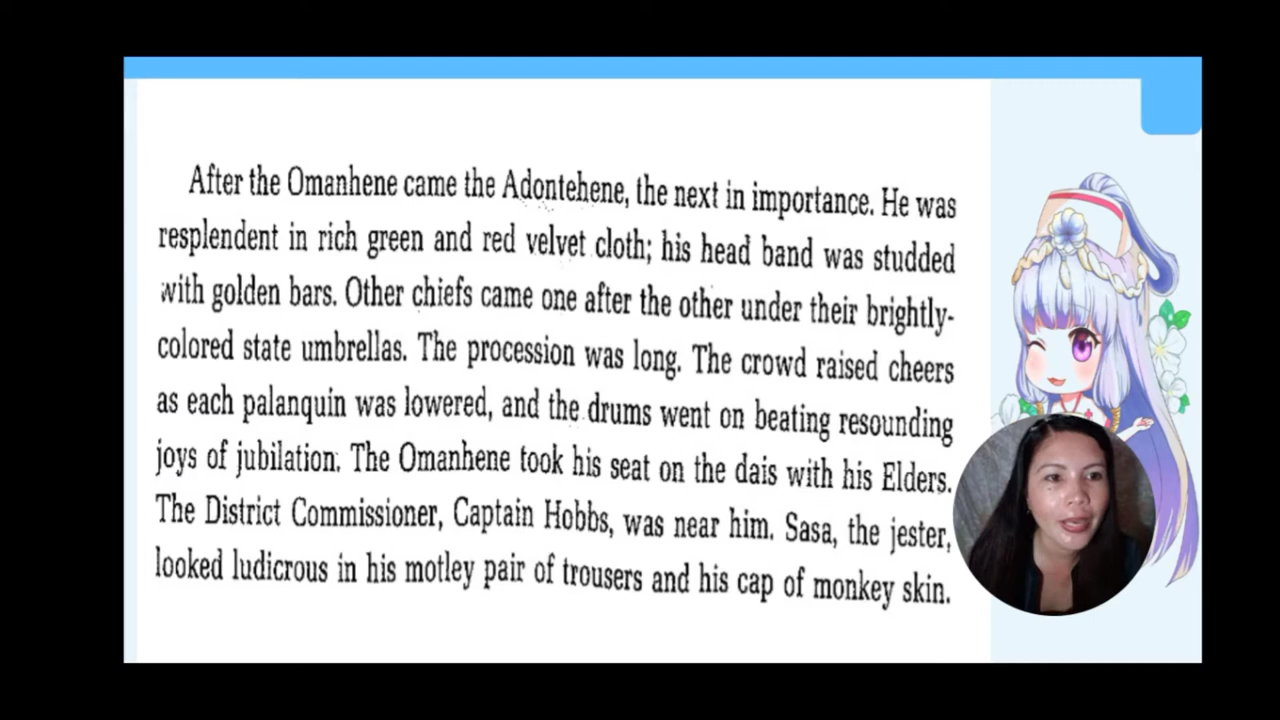 After the Omanhene came the Adontehene, the next in importance. He was
resplendent in rich green and red velvet cloth; his head band was studded
with golden bars. Other chiefs came one after the other under their brightly-
colored state umbrellas. The procession was long. The crowd raised cheers
as each palanquin was lowered, and the drums went on beating resounding
joys of jubilation. The Omanhene took his seat on the dais with his Elders.
The District Commissioner, Captain Hobbs, was near him. Sasa, the jester,
looked ludicrous in his motley pair of trousers and his cap of monkey skin.